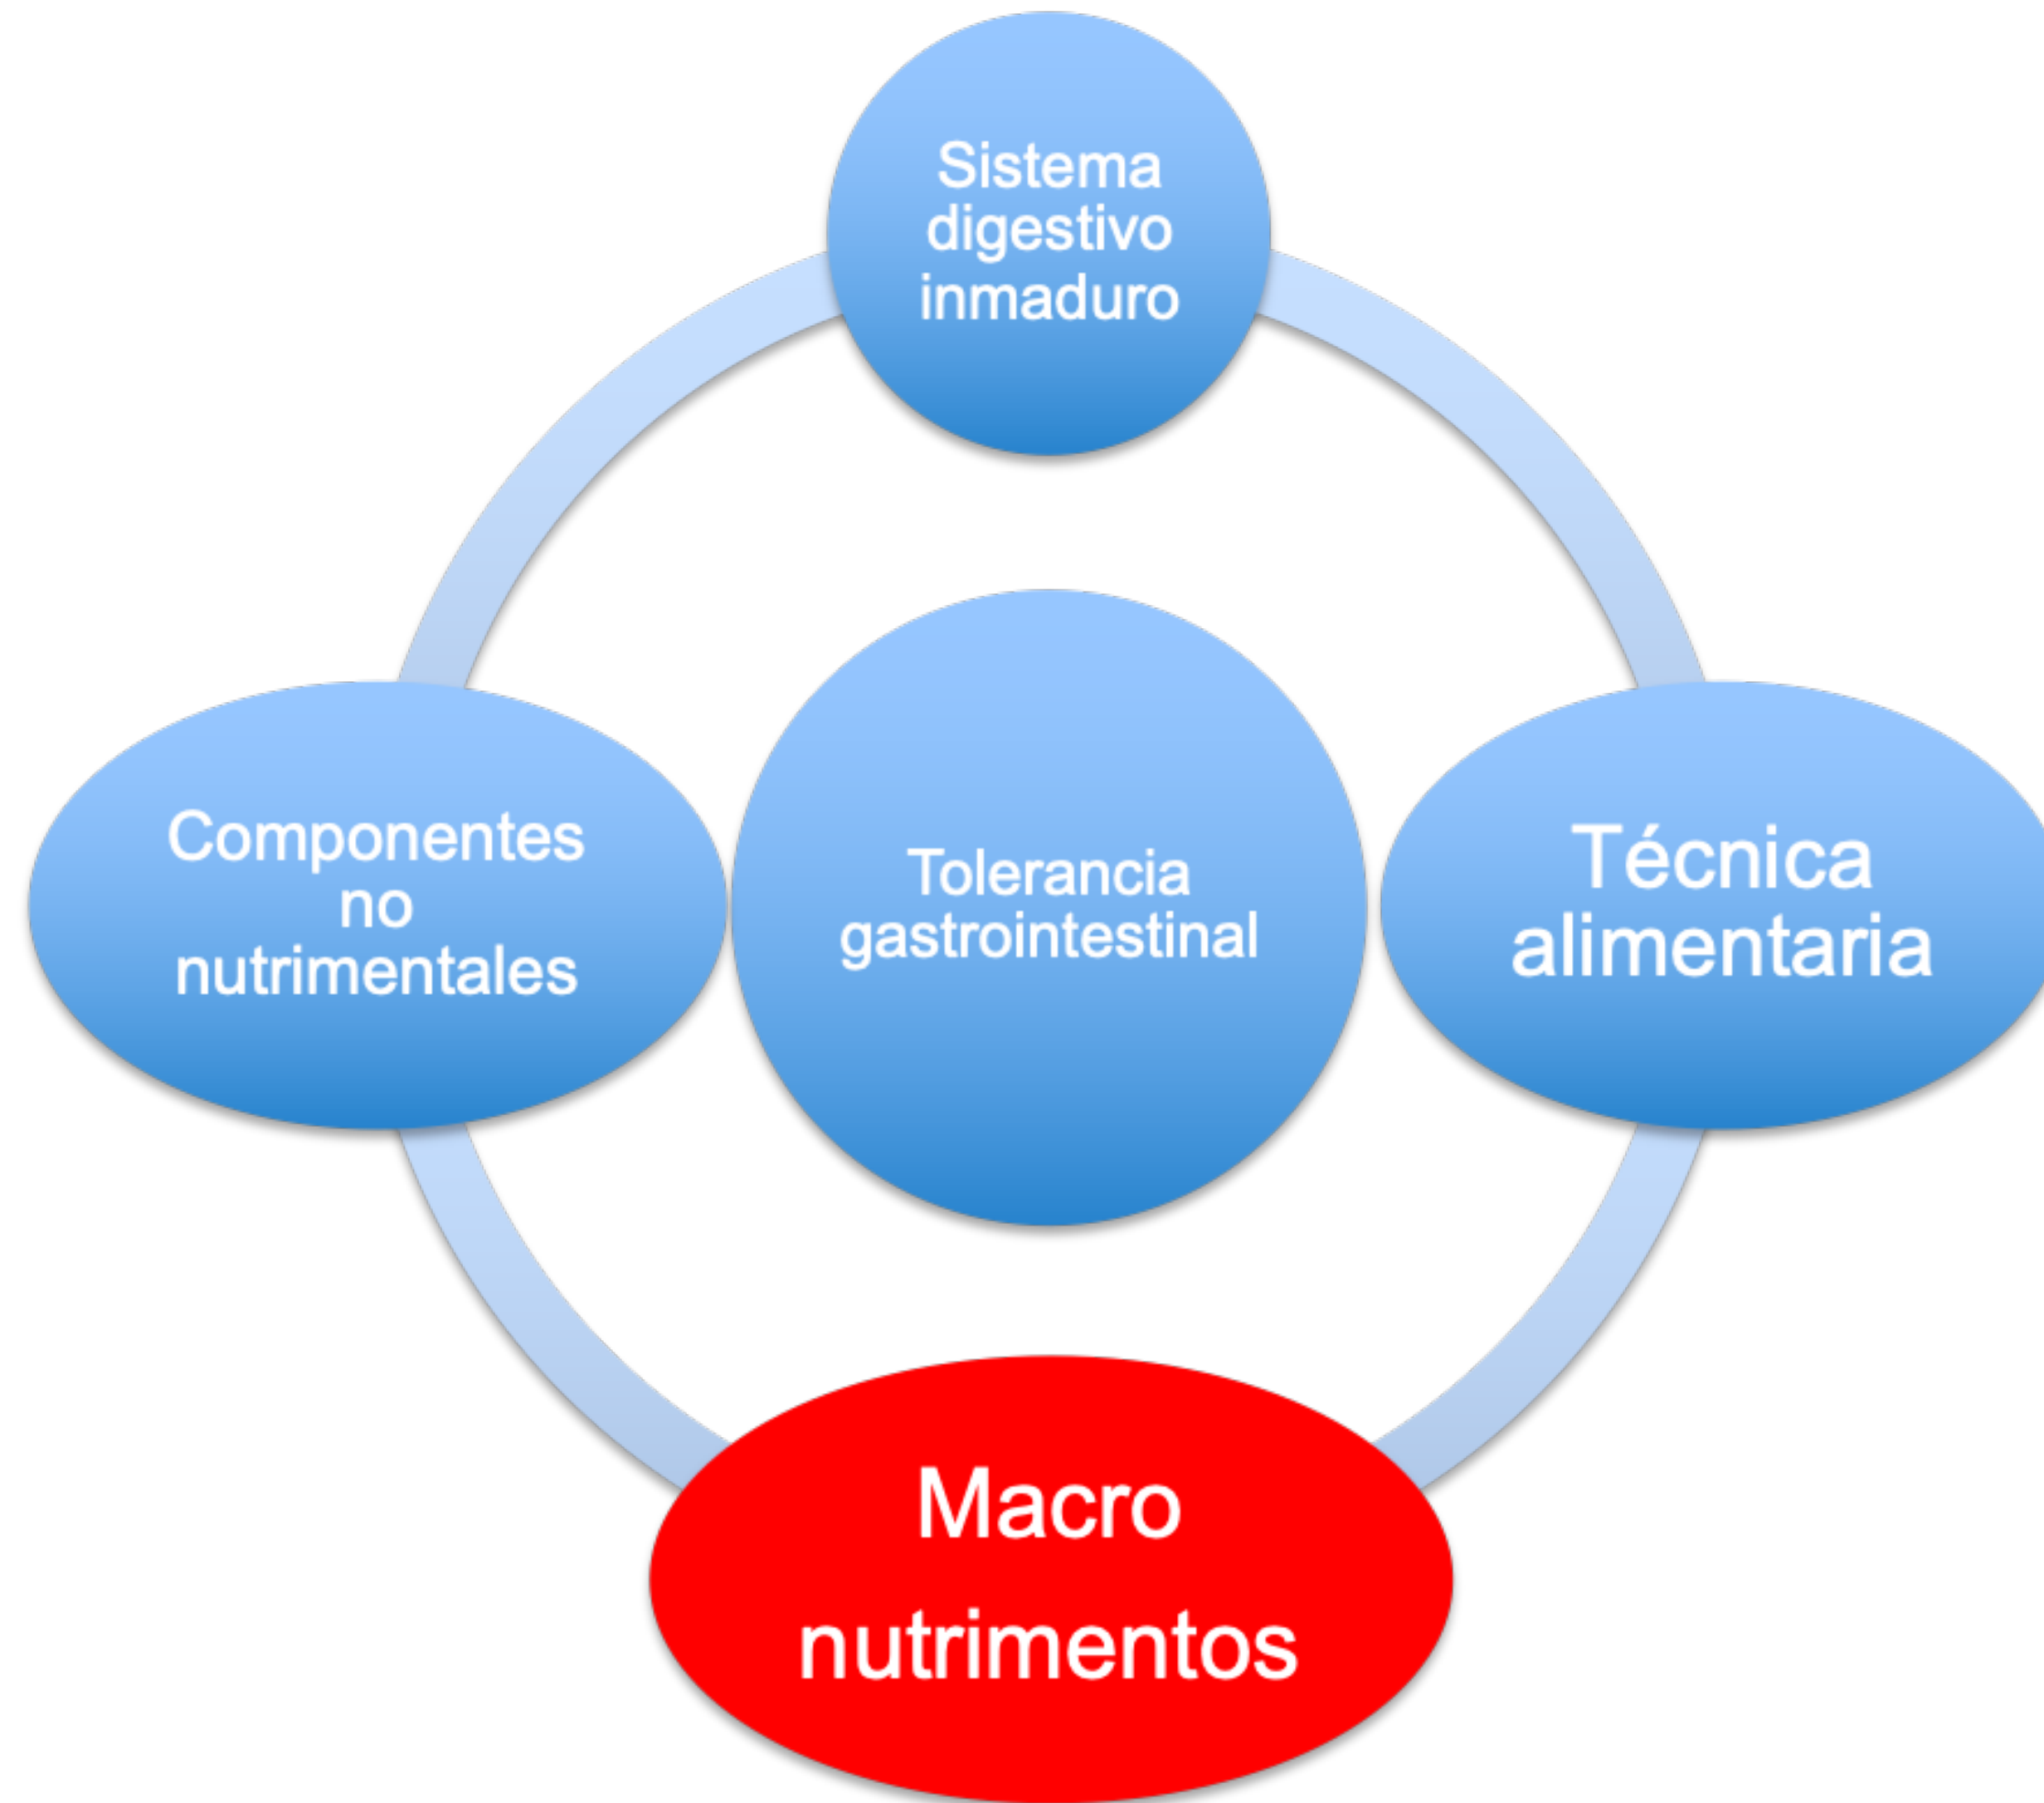 Sistema
digestivo
inmaduro
Componentes
no
nutrimentales
Tolerancia
gastrointestinal
Técnica
alimentaria
Macro
nutrimentos